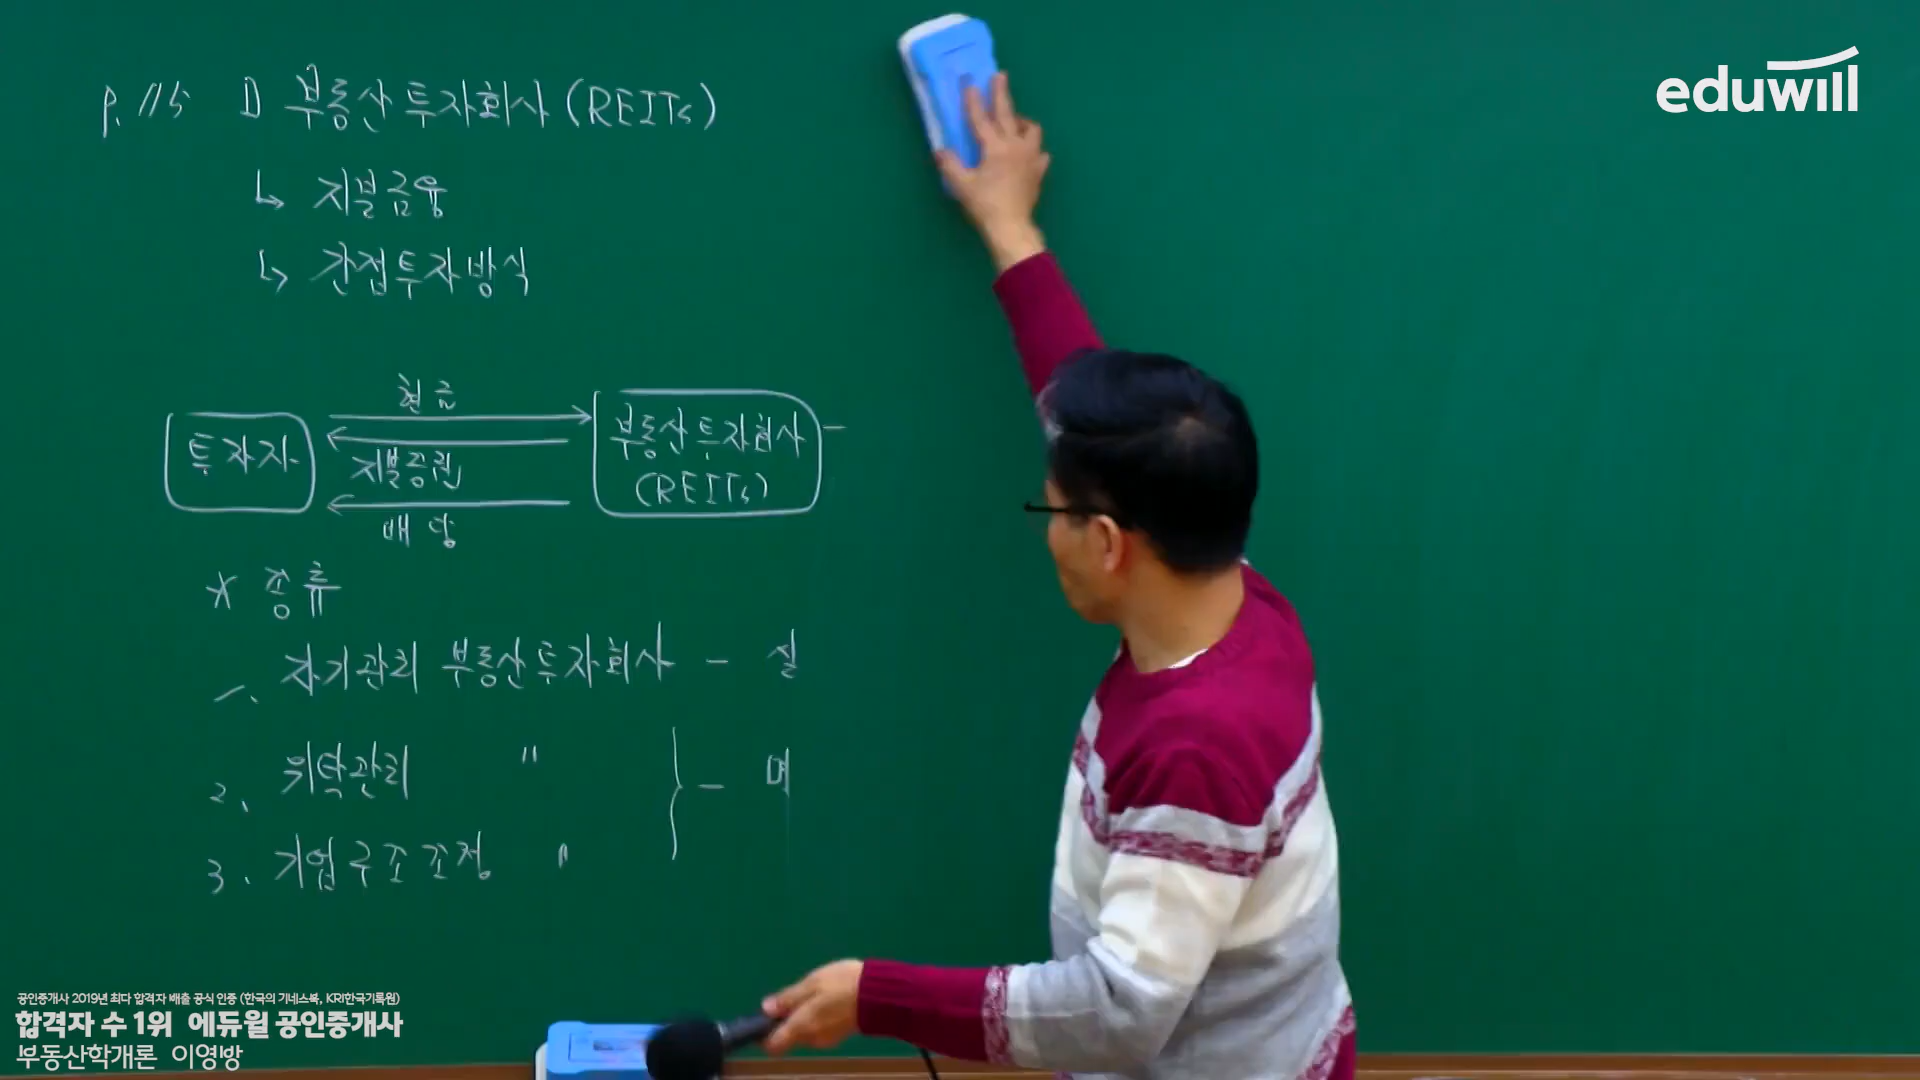 p.115 1) 부동산투자회사(REITs)
↳ 지분금융
↳ 간접투자방식
현금
투자자
부동산투자회사 -
(REITs)
지분증권
배당
* 종류
1. 자기관리 부동산투자회사 - 실
2. 위탁관리 " - 명
3. 기업구조조정 "
eduwill
공인중개사 2019년 최다 합격자 배출 공식 인증 (한국의 기네스북, KRI한국기록원)
합격자 수 1위 에듀윌 공인중개사
부동산학개론 이영방